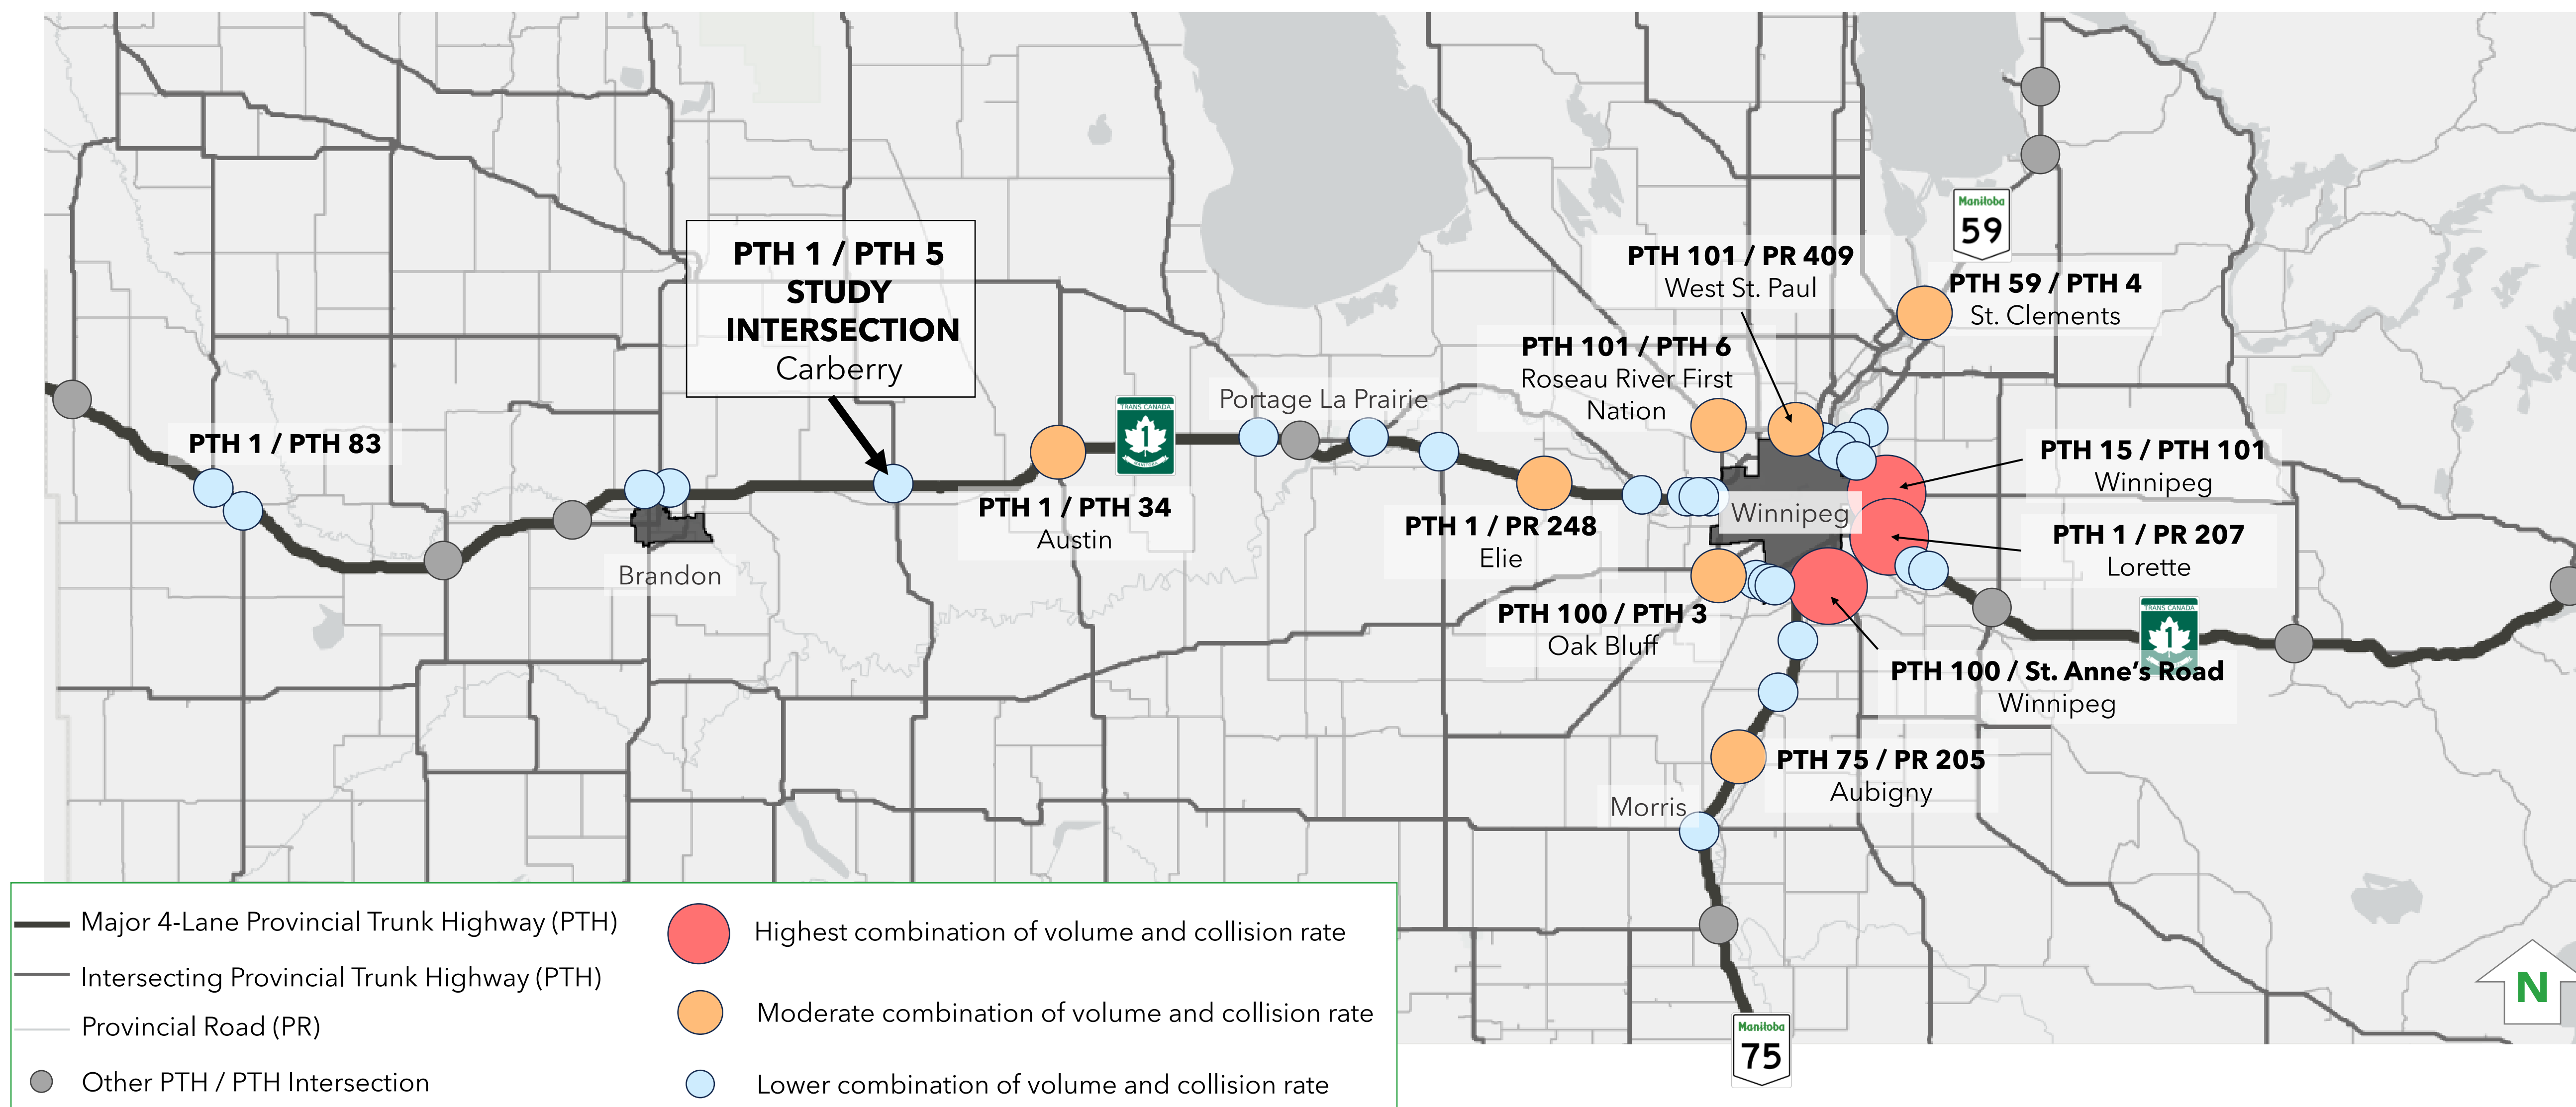 Manitoba
59
PTH 101 / PR 409
West St. Paul
PTH 59 / PTH 4
St. Clements
PTH 1 / PTH 5
STUDY
INTERSECTION
Carberry
PTH 101 / PTH 6
Roseau River First
Nation
Portage La Prairie
TRANS CANADA
1
MANITOBA
PTH 1 / PTH 83
PTH 15 / PTH 101
Winnipeg
PTH 1 / PTH 34
Austin
PTH 1 / PR 248
Elie
Winnipeg
PTH 1 / PR 207
Lorette
Brandon
PTH 100 / PTH 3
Oak Bluff
TRANS CANADA
1
PTH 100 / St. Anne's Road
Winnipeg
PTH 75 / PR 205
Aubigny
Morris
Major 4-Lane Provincial Trunk Highway (PTH)
Intersecting Provincial Trunk Highway (PTH)
Provincial Road (PR)
Other PTH / PTH Intersection
Highest combination of volume and collision rate
Moderate combination of volume and collision rate
Lower combination of volume and collision rate
Manitoba
75
N